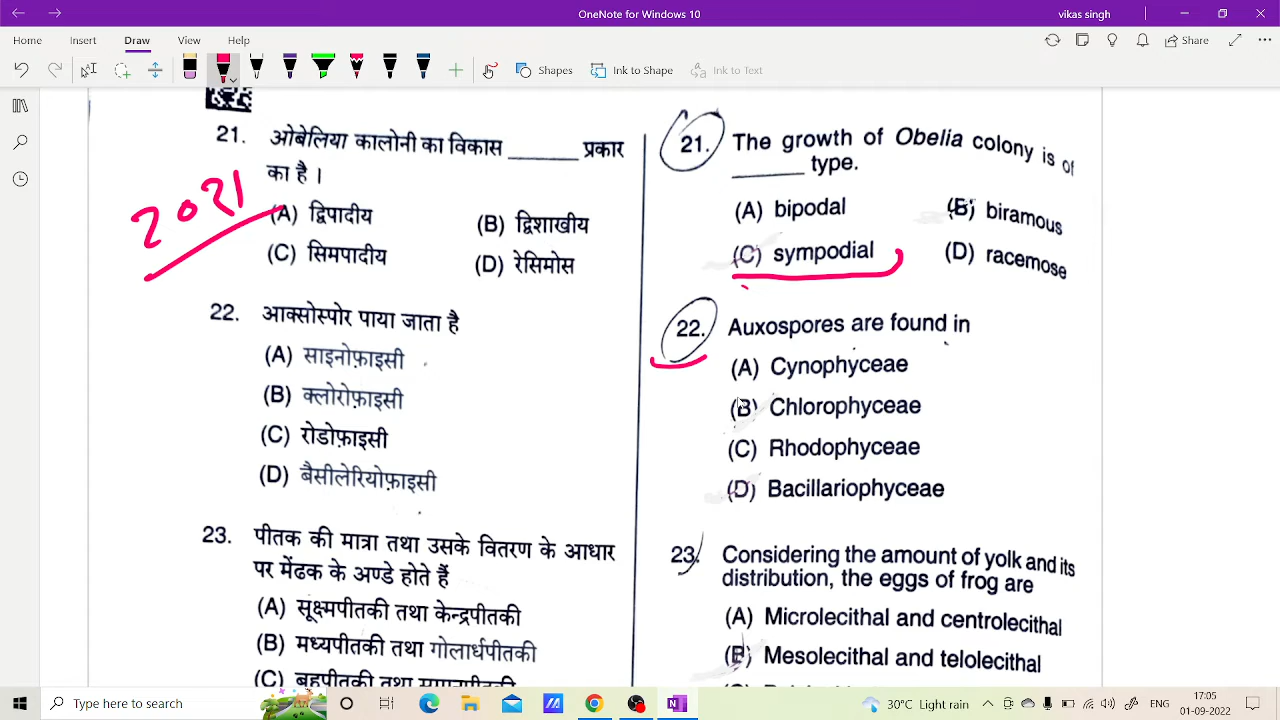 OneNote for Windows 10
vikas singh
Home Insert Draw View
Share
Shapes Ink to Shape Ink to Text
21. ओबेलिया कालोनी का विकास ______ प्रकार
का है ।
(A) द्विपादीय
(B) द्विशाखीय
(C) सिमपादीय
(D) रेसिमोस
2021
22. आक्सोस्पोर पाया जाता है
(A) साइनोफ़ाइसी
(B) क्लोरोफ़ाइसी
(C) रोडोफ़ाइसी
(D) बैसीलेरियोफ़ाइसी
23. पीतक की मात्रा तथा उसके वितरण के आधार
पर मेंढक के अण्डे होते हैं
(A) सूक्ष्मपीतकी तथा केन्द्रपीतकी
(B) मध्यपीतकी तथा गोलार्धपीतकी
21. The growth of Obelia colony is of
______ type.
(A) bipodal
(B) biramous
(C) sympodial
(D) racemose
22. Auxospores are found in
(A) Cynophyceae
(B) Chlorophyceae
(C) Rhodophyceae
(D) Bacillariophyceae
23. Considering the amount of yolk and its
distribution, the eggs of frog are
(A) Microlecithal and centrolecithal
(B) Mesolecithal and telolecithal
Type here to search
30°C Light rain
ENG
17:05
01-09-2022